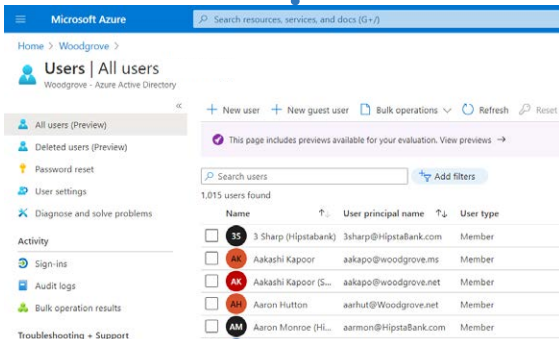 Microsoft Azure
Search resources, services, and docs (G+/)
Home > Woodgrove >
Users | All users
Woodgrove - Azure Active Directory
«
All users (Preview)
Deleted users (Preview)
Password reset
User settings
Diagnose and solve problems
Activity
Sign-ins
Audit logs
Bulk operation results
Troubleshooting + Support
+ New user + New guest user Bulk operations Refresh Reset
This page includes previews available for your evaluation. View previews →
Search users
Add filters
1,015 users found
Name ↑↓ User principal name ↑↓ User type
3S 3 Sharp (Hipstabank) 3sharp@HipstaBank.com Member
AK Aakashi Kapoor aakapo@woodgrove.ms Member
AK Aakashi Kapoor (S... aakapo@woodgrove.net Member
AH Aaron Hutton aarhut@Woodgrove.net Member
AM Aaron Monroe (Hi... aarmon@HipstaBank.com Member